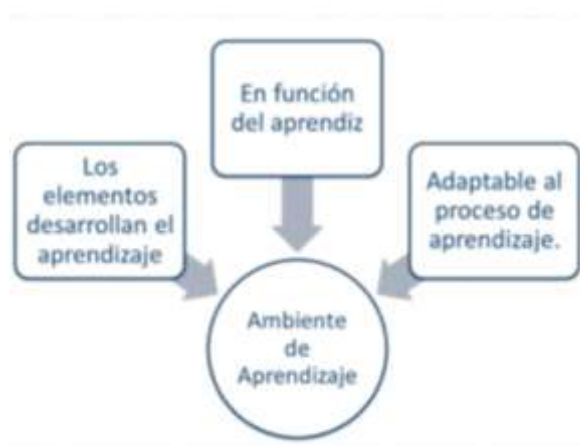 En función
del aprendiz
Los
elementos
desarrollan el
aprendizaje
Adaptable al
proceso de
aprendizaje.
Ambiente
de
Aprendizaje